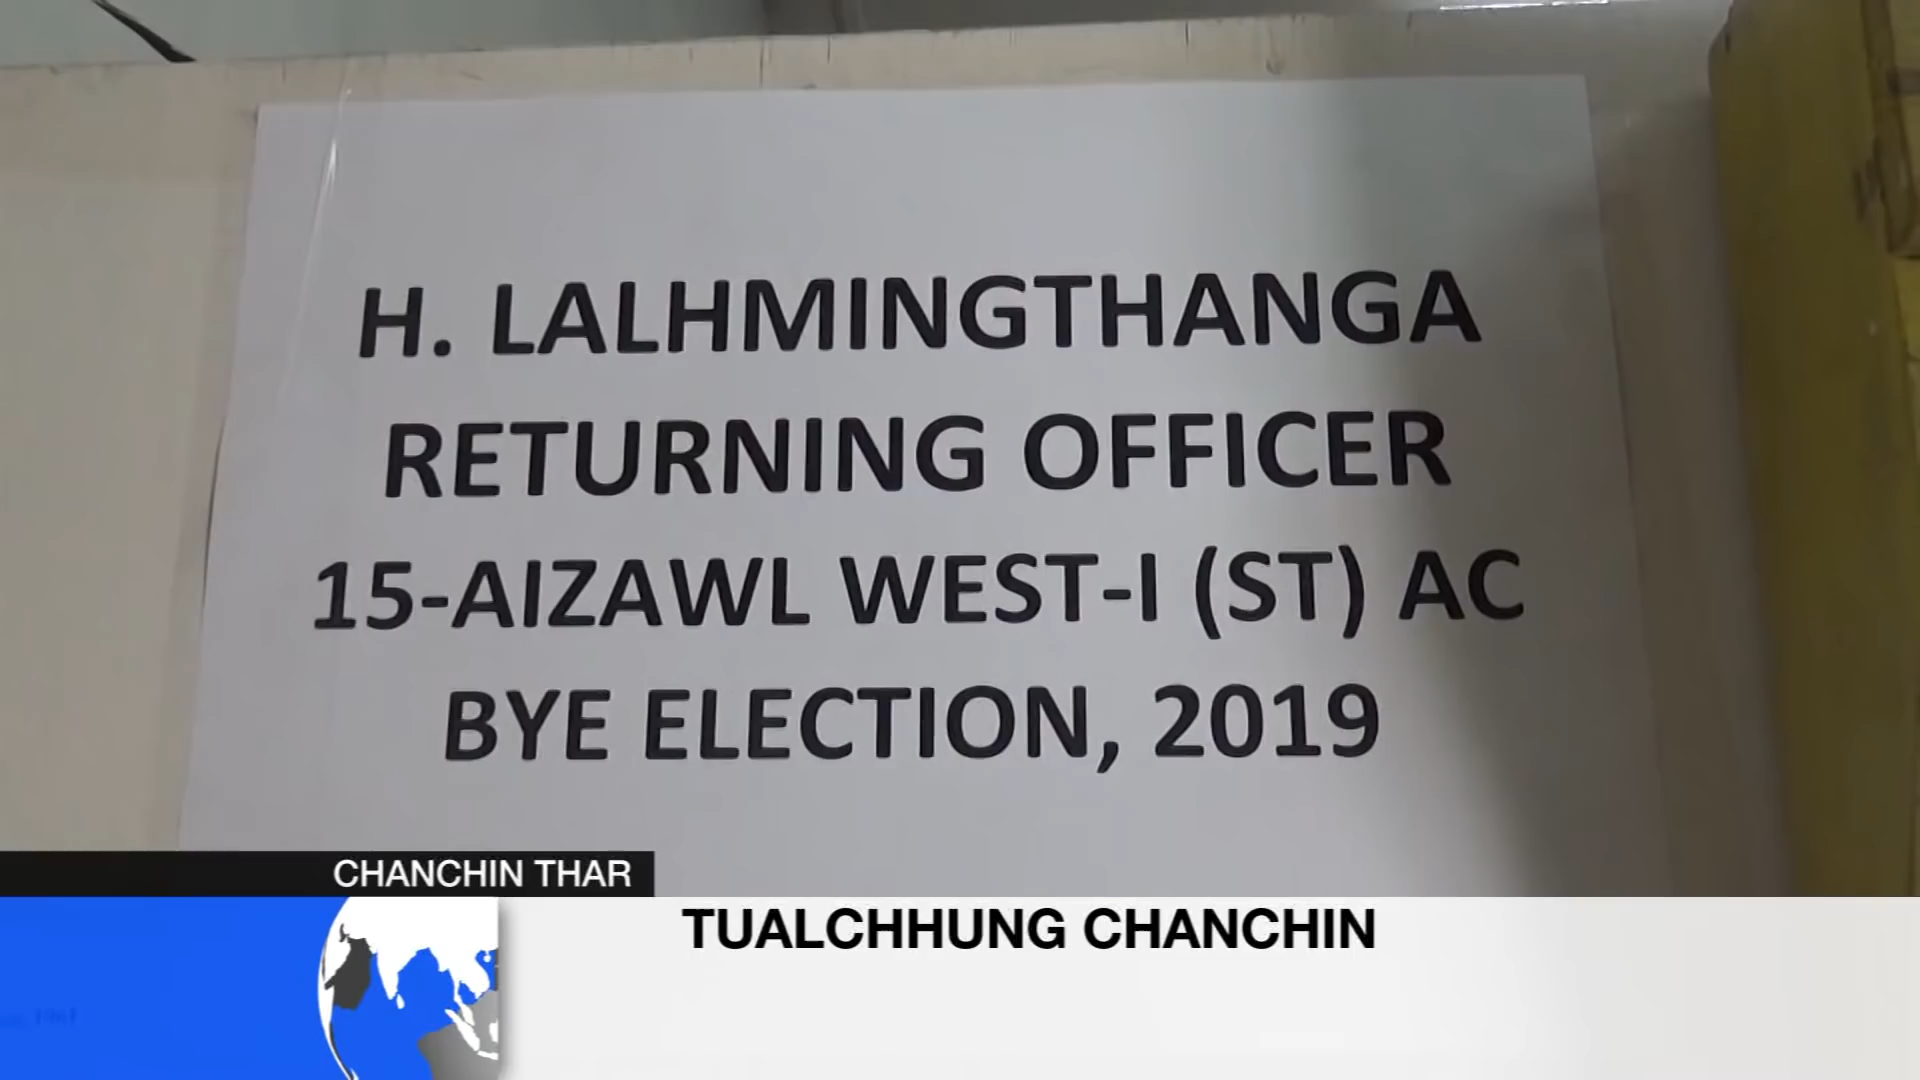 H. LALHMINGTHANGA
RETURNING OFFICER
15-AIZAWL WEST-I (ST) AC
BYE ELECTION, 2019
CHANCHIN THAR
TUALCHHUNG CHANCHIN